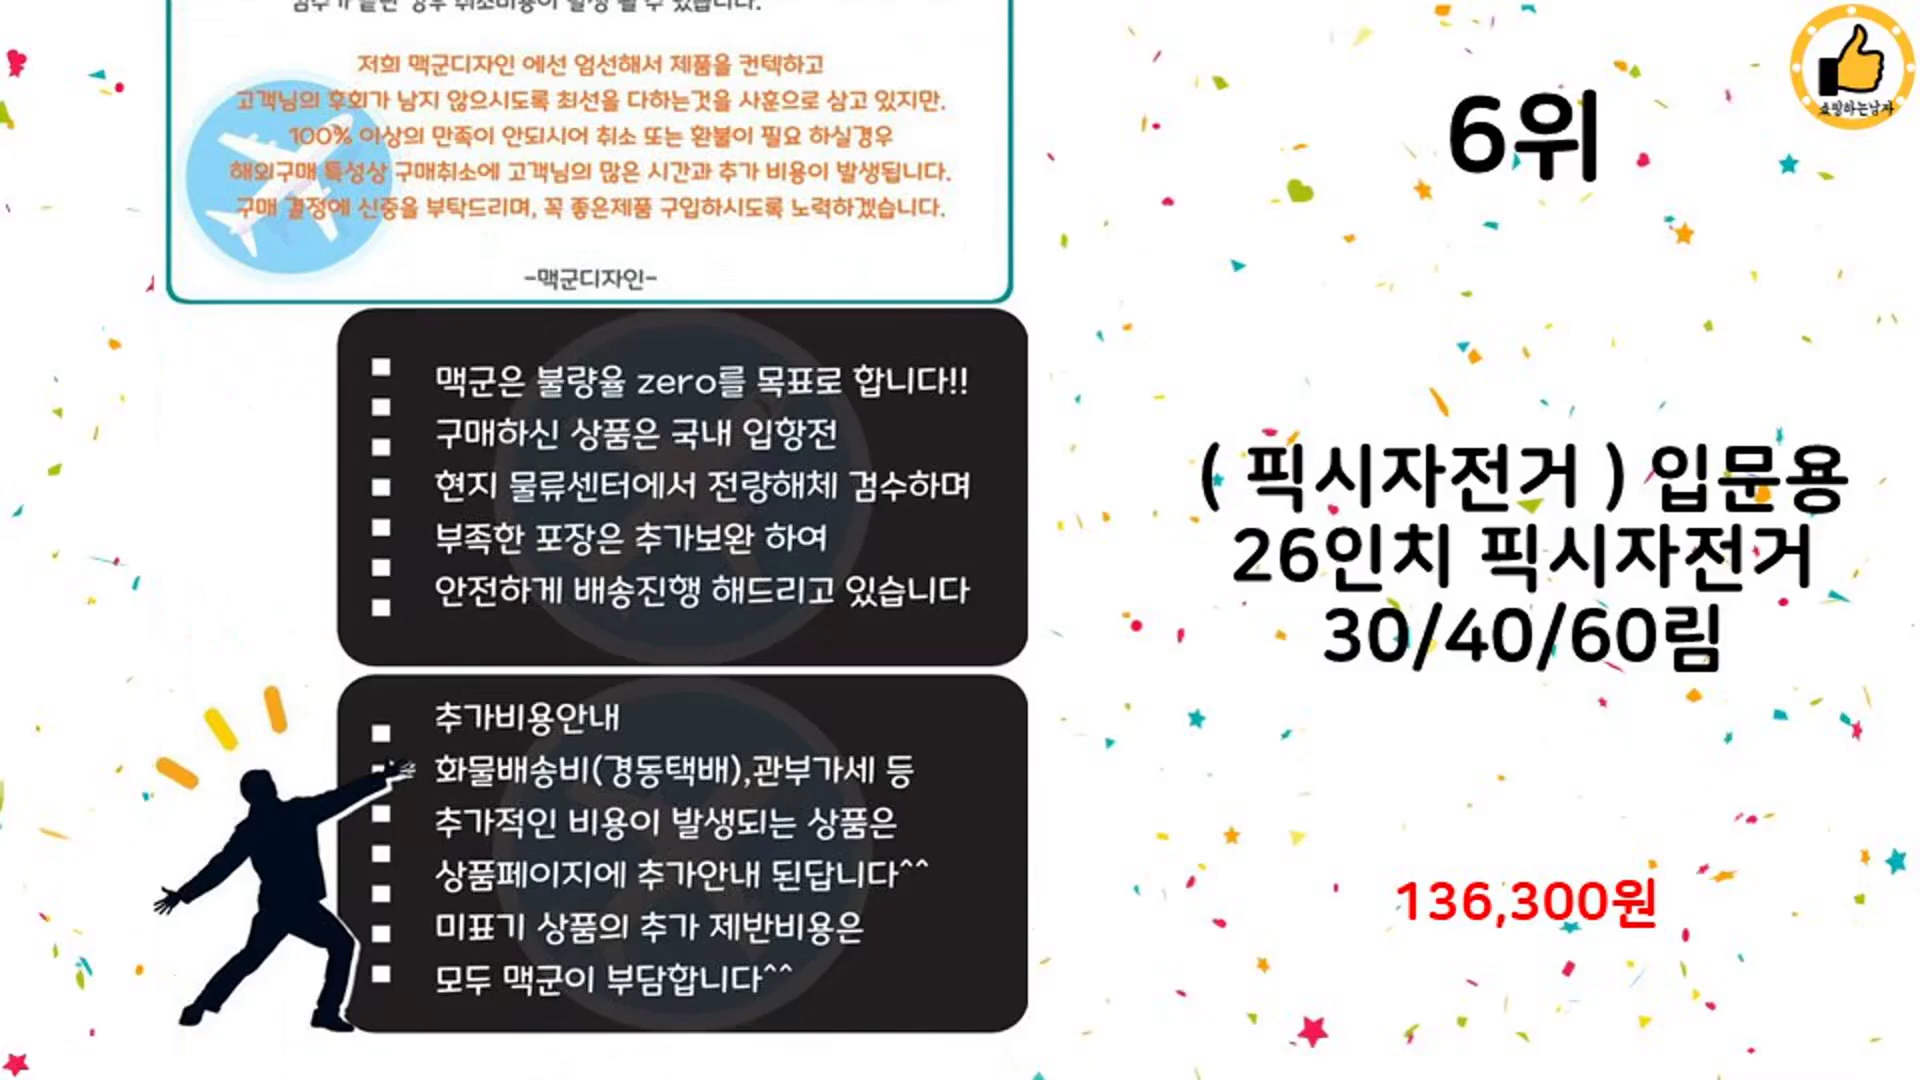 저희 맥군디자인 에선 엄선해서 제품을 컨텍하고
고객님의 후회가 남지 않으시도록 최선을 다하는것을 사훈으로 삼고 있지만.
100% 이상의 만족이 안되시어 취소 또는 환불이 필요 하실경우
해외구매 특성상 구매취소에 고객님의 많은 시간과 추가 비용이 발생됩니다.
구매 결정에 신중을 부탁드리며, 꼭 좋은제품 구입하시도록 노력하겠습니다.
-맥군디자인-
맥군은 불량율 zero를 목표로 합니다!!
구매하신 상품은 국내 입항전
현지 물류센터에서 전량해체 검수하며
부족한 포장은 추가보완 하여
안전하게 배송진행 해드리고 있습니다
추가비용안내
화물배송비(경동택배),관부가세 등
추가적인 비용이 발생되는 상품은
상품페이지에 추가안내 된답니다^^
미표기 상품의 추가 제반비용은
모두 맥군이 부담합니다^^
쇼핑하는남자
6위
( 픽시자전거 ) 입문용
26인치 픽시자전거
30/40/60림
136,300원